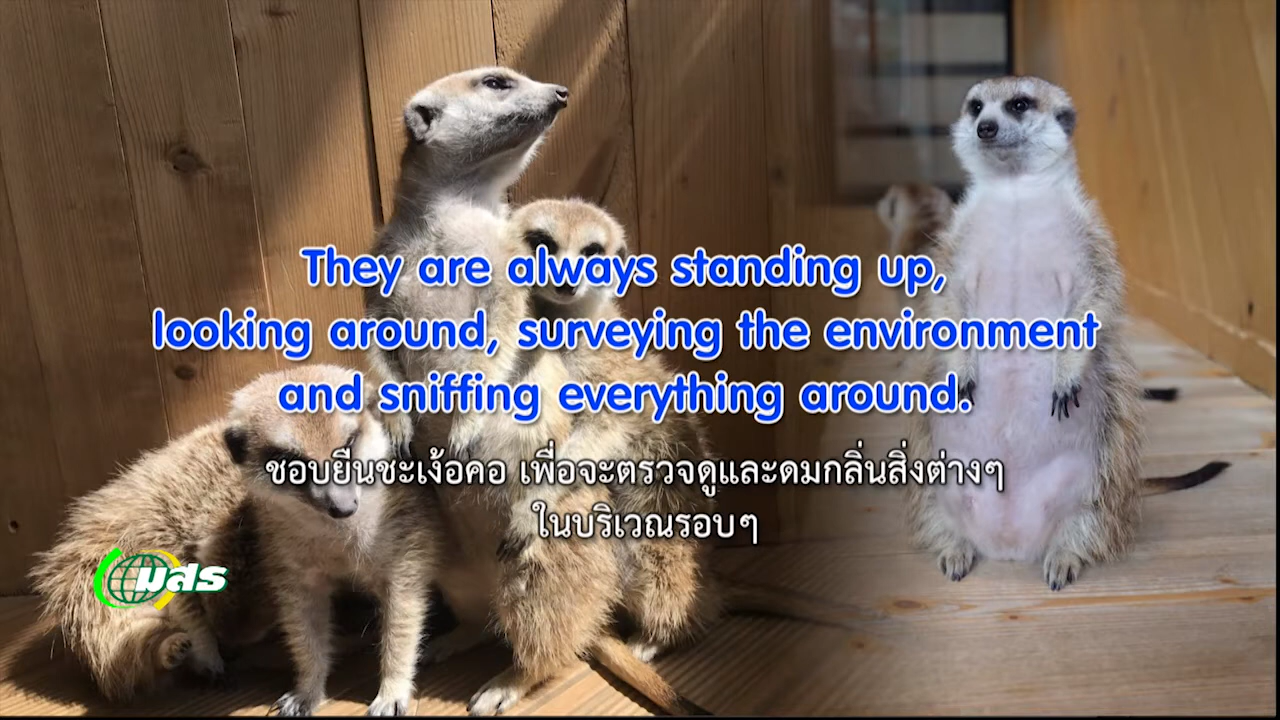 They are always standing up,
looking around, surveying the environment
and sniffing everything around.
ชอบยืนชะเง้อคอ เพื่อจะตรวจดูและดมกลิ่นสิ่งต่างๆ
ในบริเวณรอบๆ
มสธ